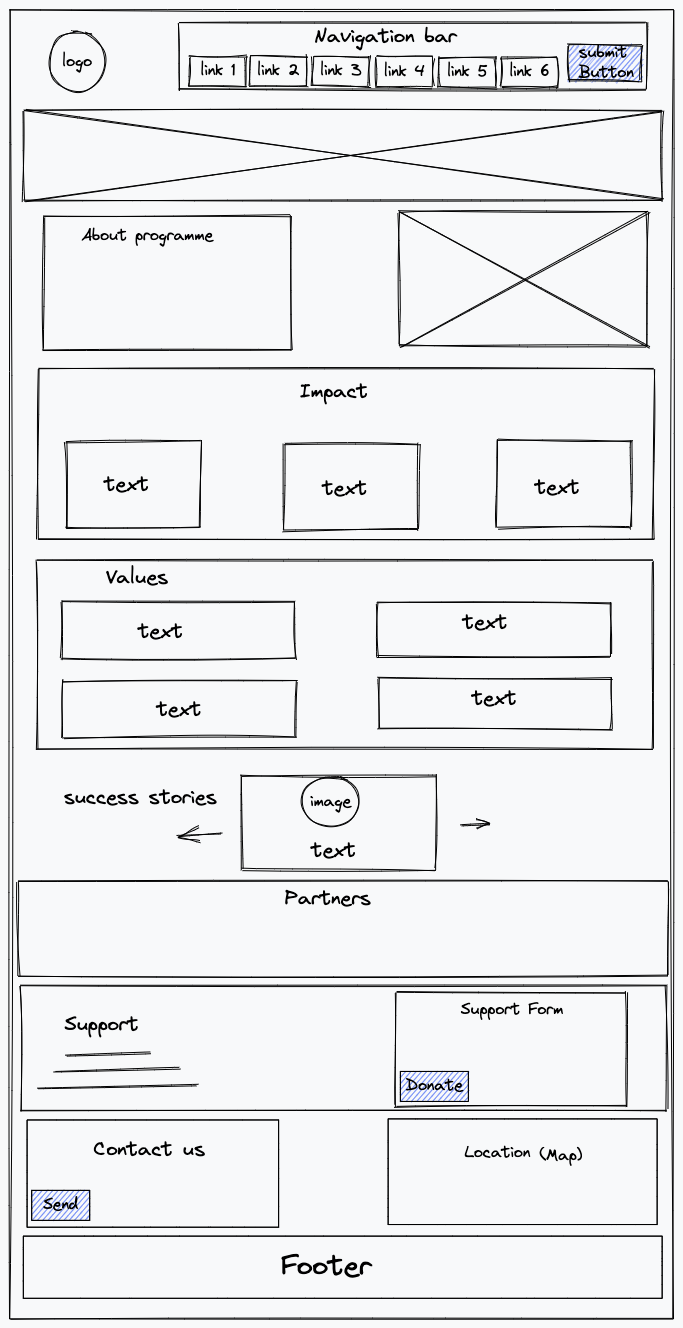 logo
Navigation bar
link 1
link 2
link 3
link 4
link 5
link 6
submit
Button
About programme
Impact
text
text
text
Values
text
text
text
text
success stories
image
text
Partners
Support
Support Form
Donate
Contact us
Send
Location (Map)
Footer